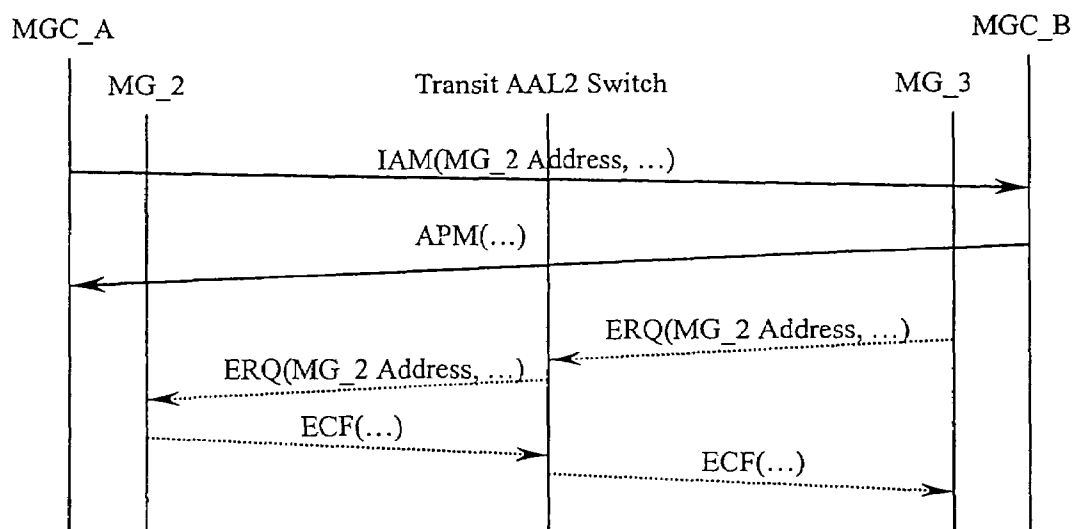 MGC_A
MGC_B
MG_2
Transit AAL2 Switch
MG_3
IAM(MG_2 Address, ...)
APM(...)
ERQ(MG_2 Address, ...)
ERQ(MG_2 Address, ...)
ECF(...)
ECF(...)